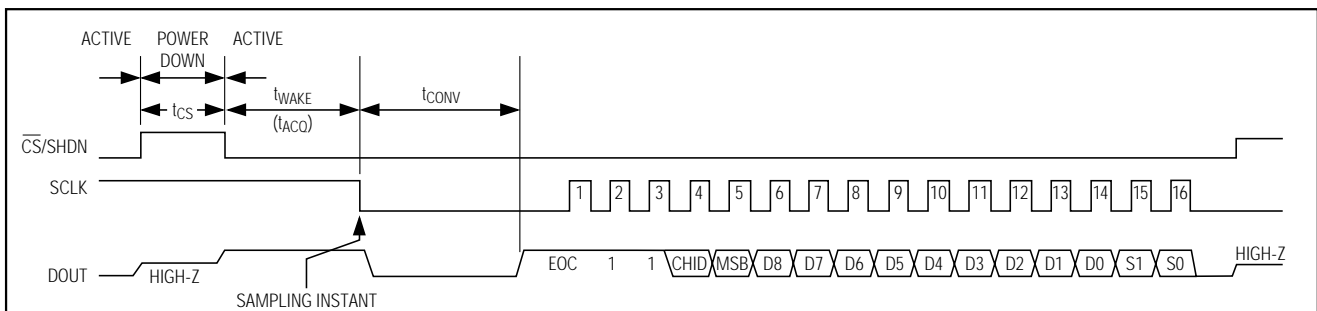 ACTIVE POWER DOWN ACTIVE
tCS
tWAKE
(tACQ)
tCONV
CS/SHDN
SCLK 1 2 3 4 5 6 7 8 9 10 11 12 13 14 15 16
DOUT HIGH-Z EOC 1 1 CHID MSB D8 D7 D6 D5 D4 D3 D2 D1 D0 S1 S0 HIGH-Z
SAMPLING INSTANT